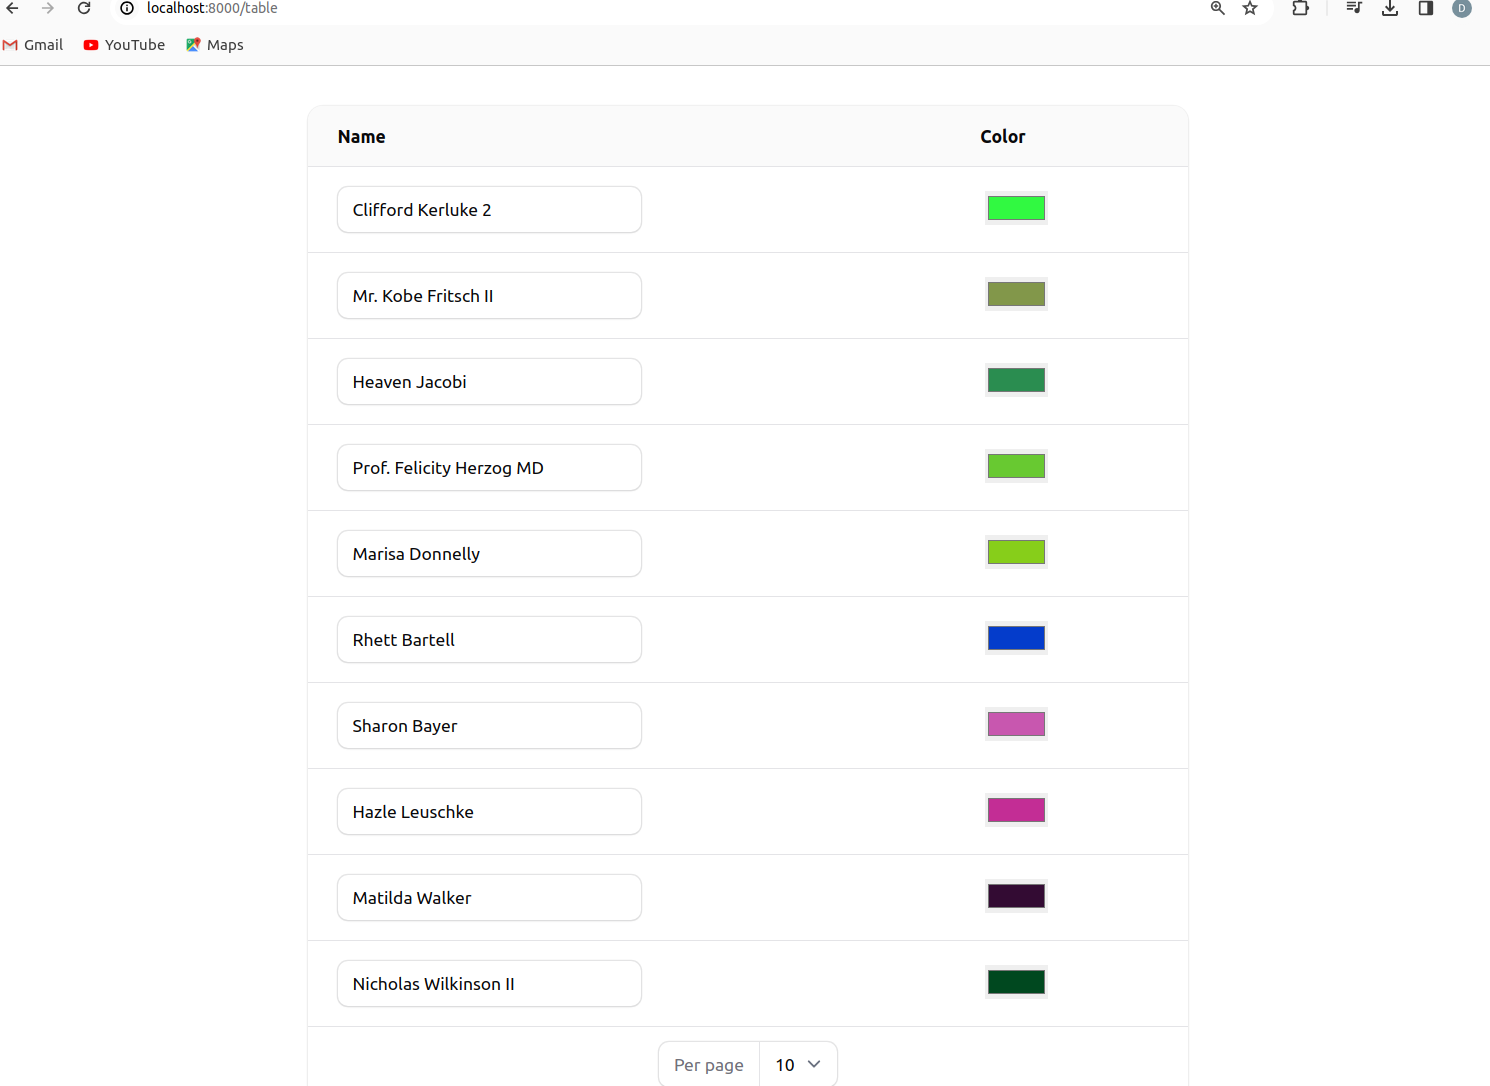 localhost:8000/table
D
Gmail YouTube Maps
Name Color
Clifford Kerluke 2
Mr. Kobe Fritsch II
Heaven Jacobi
Prof. Felicity Herzog MD
Marisa Donnelly
Rhett Bartell
Sharon Bayer
Hazle Leuschke
Matilda Walker
Nicholas Wilkinson II
Per page 10